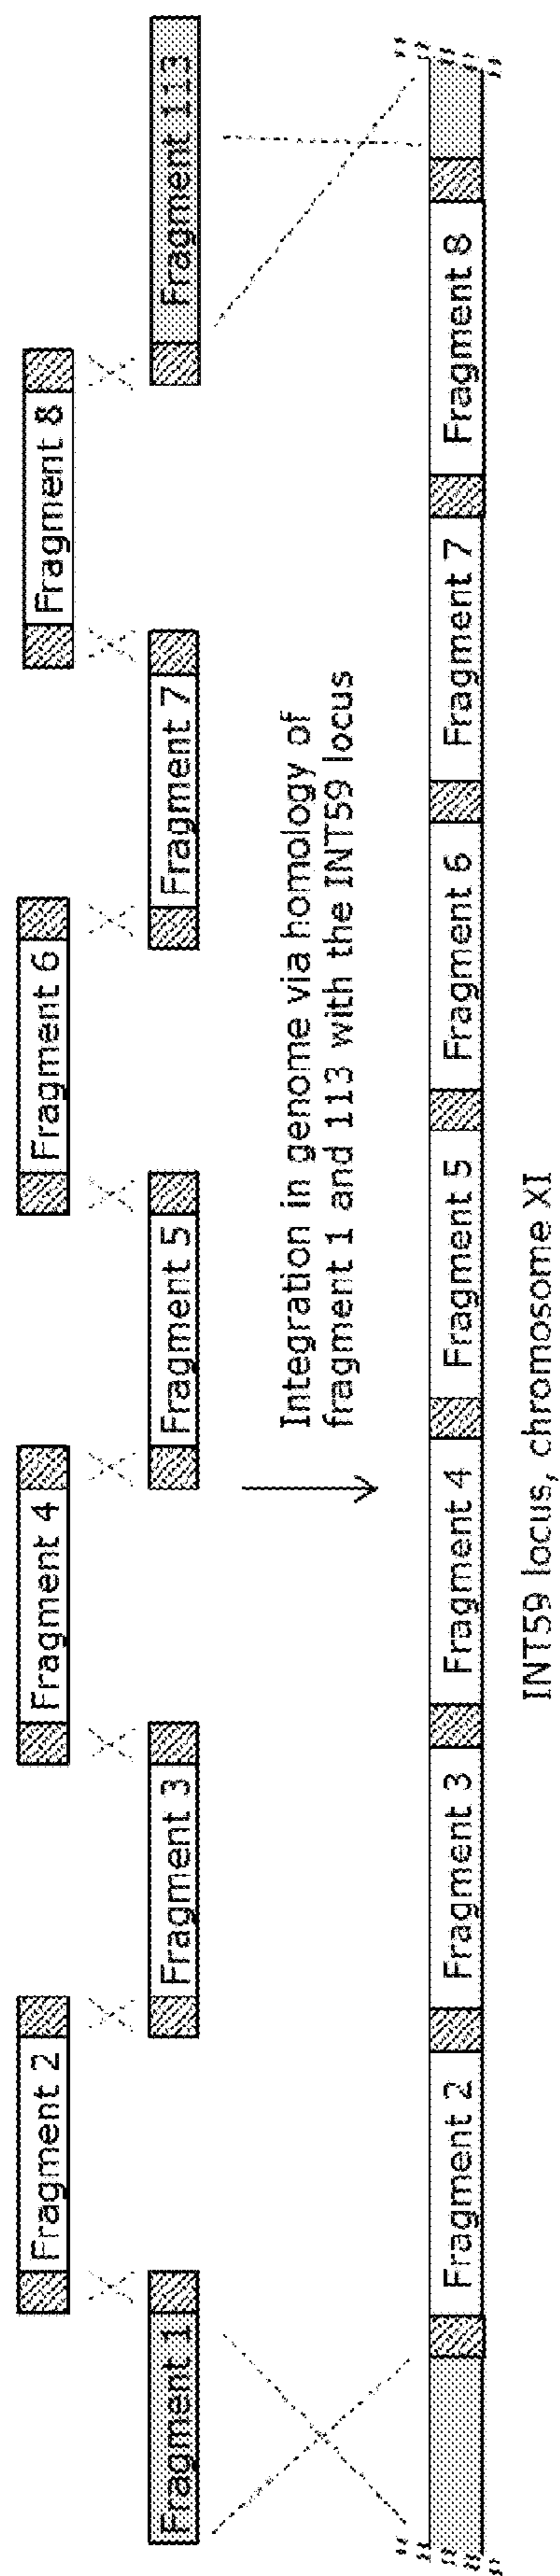 Fragment 2
Fragment 4
Fragment 6
Fragment 8
Fragment 1
Fragment 3
Fragment 5
Fragment 7
Fragment 113
Integration in genome via homology of
fragment 1 and 113 with the INT59 locus
Fragment 2
Fragment 3
Fragment 4
Fragment 5
Fragment 6
Fragment 7
Fragment 8
INT59 locus, chromosome XI